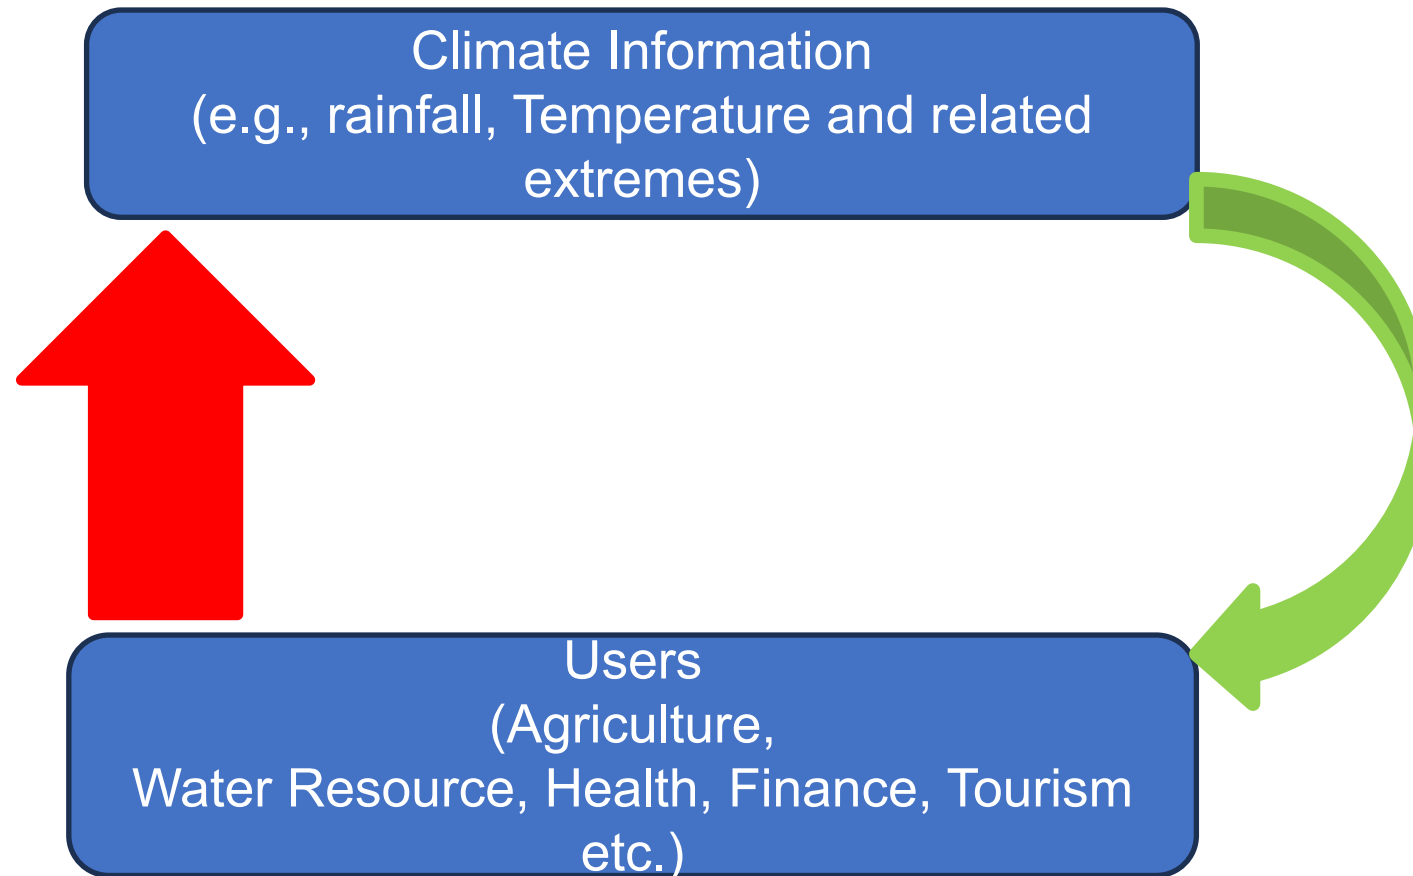 Climate Information
(e.g., rainfall, Temperature and related
extremes)
Users
(Agriculture,
Water Resource, Health, Finance, Tourism
etc.)